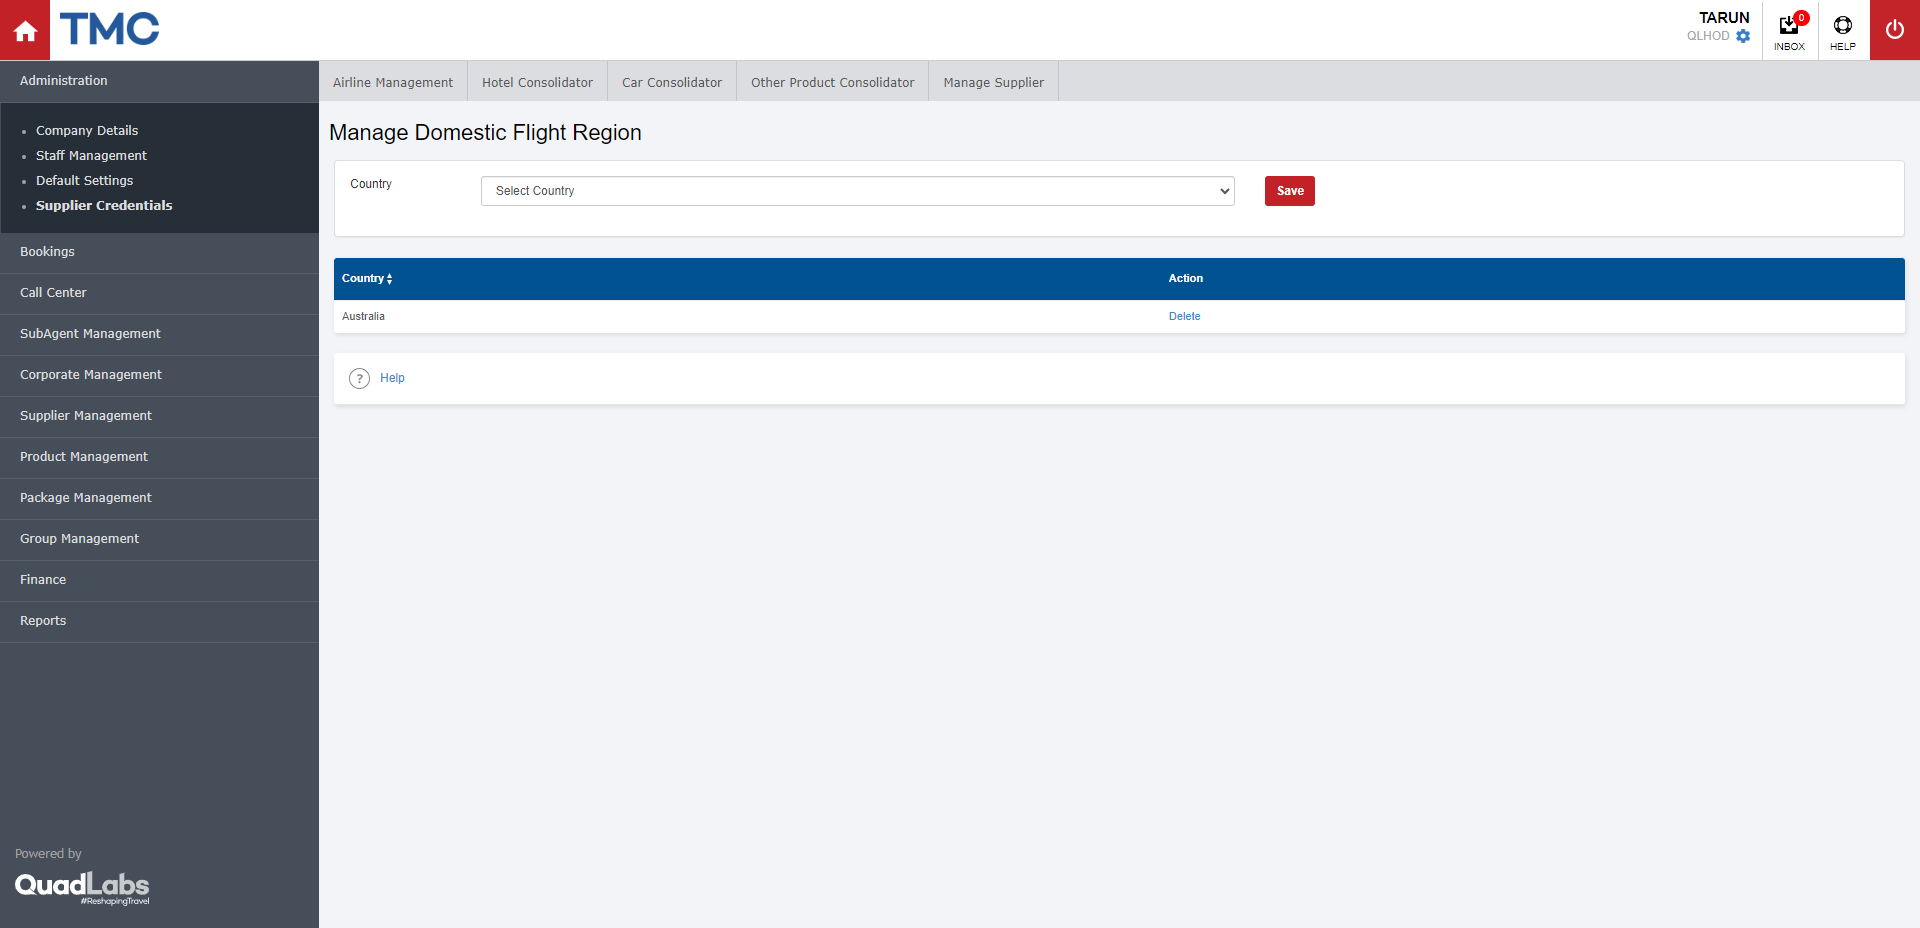 TMC
TARUN
QLHOD
0
INBOX
HELP
Administration
Company Details
Staff Management
Default Settings
Supplier Credentials
Bookings
Call Center
SubAgent Management
Corporate Management
Supplier Management
Product Management
Package Management
Group Management
Finance
Reports
Powered by
QuadLabs
#ReshapingTravel
Airline Management
Hotel Consolidator
Car Consolidator
Other Product Consolidator
Manage Supplier
Manage Domestic Flight Region
Country
Select Country
Save
Country
Action
Australia
Delete
? Help